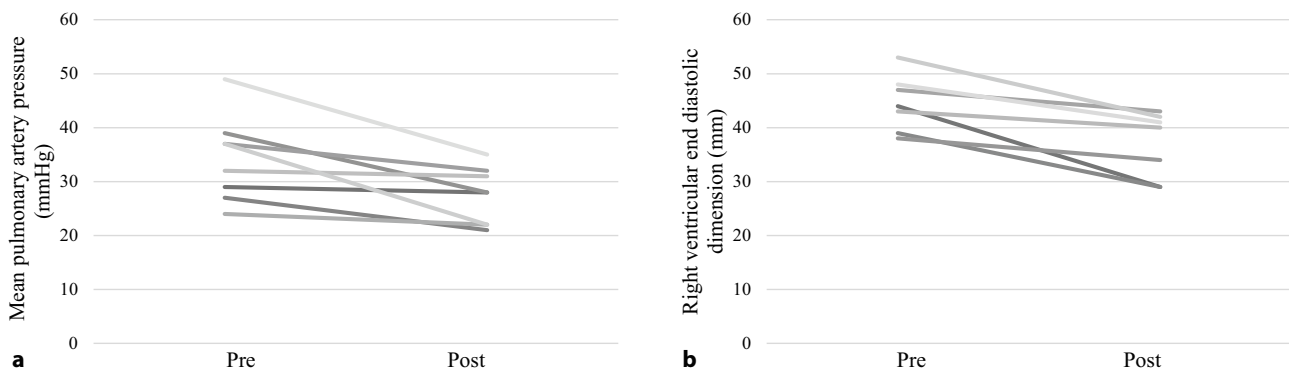 Mean pulmonary artery pressure
(mmHg)
60
50
40
30
20
10
0
Pre
Post
a
Right ventricular end diastolic
dimension (mm)
60
50
40
30
20
10
0
Pre
Post
b